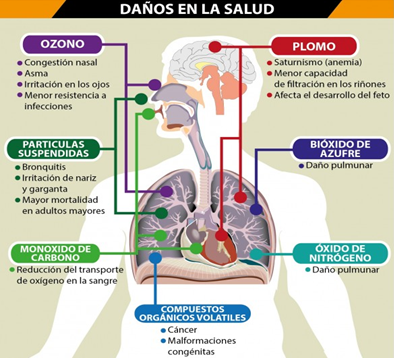 DAÑOS EN LA SALUD
OZONO
Congestión nasal
Asma
Irritación en los ojos
Menor resistencia a
infecciones
PLOMO
Saturnismo (anemia)
Menor capacidad
de filtración en los riñones
Afecta el desarrollo del feto
PARTICULAS
SUSPENDIDAS
Bronquitis
Irritación de nariz
y garganta
Mayor mortalidad
en adultos mayores
BIÓXIDO DE
AZUFRE
Daño pulmonar
MONOXIDO DE
CARBONO
Reducción del transporte
de oxígeno en la sangre
ÓXIDO DE
NITRÓGENO
Daño pulmonar
COMPUESTOS
ORGÁNICOS VOLATILES
Cáncer
Malformaciones
congénitas